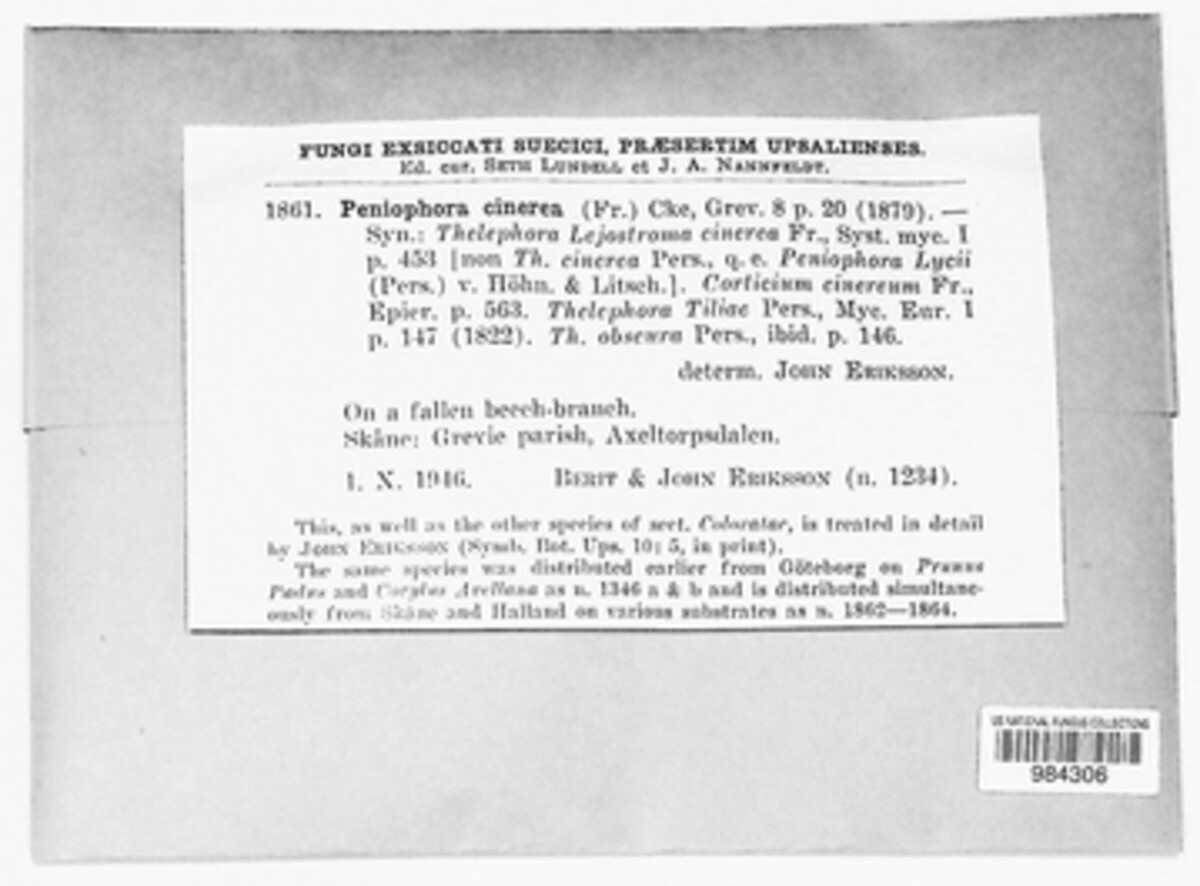 FUNGI EXSICCATI SUECICI, PRÆSERTIM UPSALIENSES.
Ed. cur. SETH LUNDELL et J. A. NANNFELDT.
1861. Peniophora cinerea (Fr.) Cke, Grev. 8 p. 20 (1879). —
Syn.: Thelephora Lejostroma cinerea Fr., Syst. myc. I
p. 453 [non Th. cinerea Pers., q. e. Peniophora Lycii
(Pers.) v. Höhn. & Litsch.]. Corticium cinereum Fr.,
Epicr. p. 563. Thelephora Tiliae Pers., Myc. Eur. I
p. 147 (1822). Th. obscura Pers., ibid. p. 146.
determ. JOHN ERIKSSON.
On a fallen beech-branch.
Skåne: Grevie parish, Axeltorpsdalen.
1. X. 1946. BERIT & JOHN ERIKSSON (n. 1234).
This, as well as the other species of sect. Coloratae, is treated in detail
by JOHN ERIKSSON (Symb. Bot. Ups. 10: 5, in print).
The same species was distributed earlier from Göteborg on Prunus
Padus and Corylus Avellana as n. 1346 a & b and is distributed simultane-
ously from Skåne and Halland on various substrates as n. 1862—1864.
US NATIONAL FUNGUS COLLECTIONS
984306